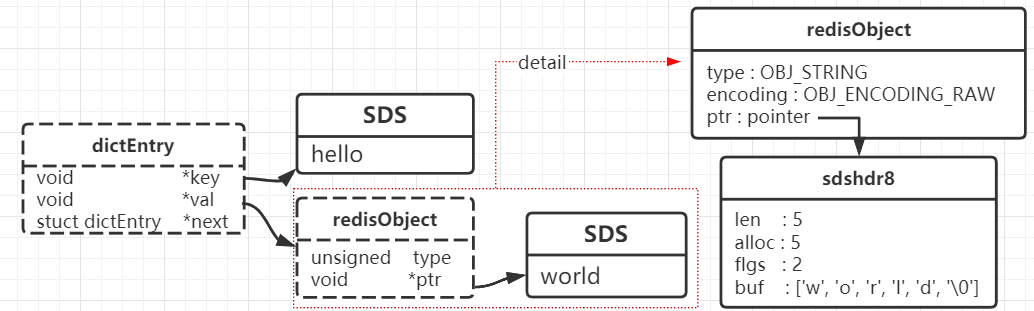 dictEntry
void *key
void *val
stuct dictEntry *next
SDS
hello
redisObject
unsigned type
void *ptr
SDS
world
detail
redisObject
type : OBJ_STRING
encoding : OBJ_ENCODING_RAW
ptr : pointer
sdshdr8
len : 5
alloc : 5
flgs : 2
buf : ['w', 'o', 'r', 'l', 'd', '\0']